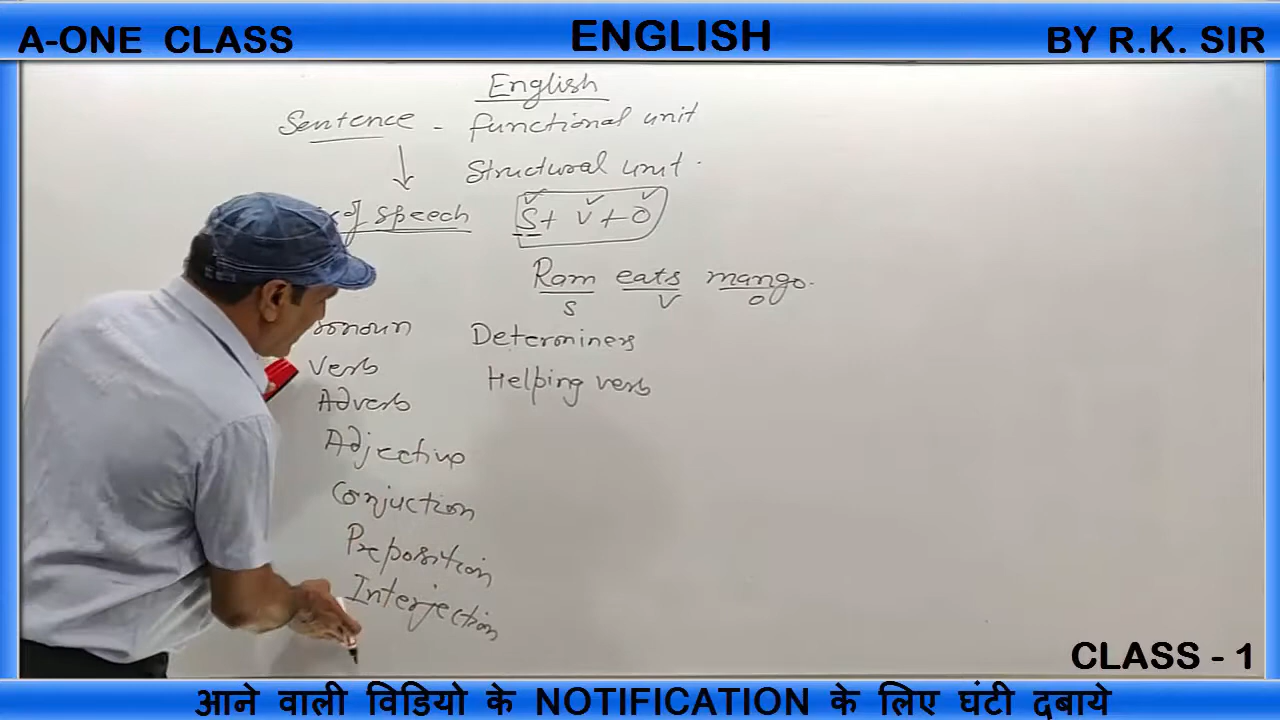 A-ONE CLASS
ENGLISH
BY R.K. SIR
English
Sentence - functional unit
Structural unit.
of speech
S + V + O
Ram eats mango.
S V O
onoun
Determiners
Verb
Helping verb
Adverb
Adjective
Conjuction
Preposition
Interjection
CLASS - 1
आने वाली विडियो के NOTIFICATION के लिए घंटी दबाये